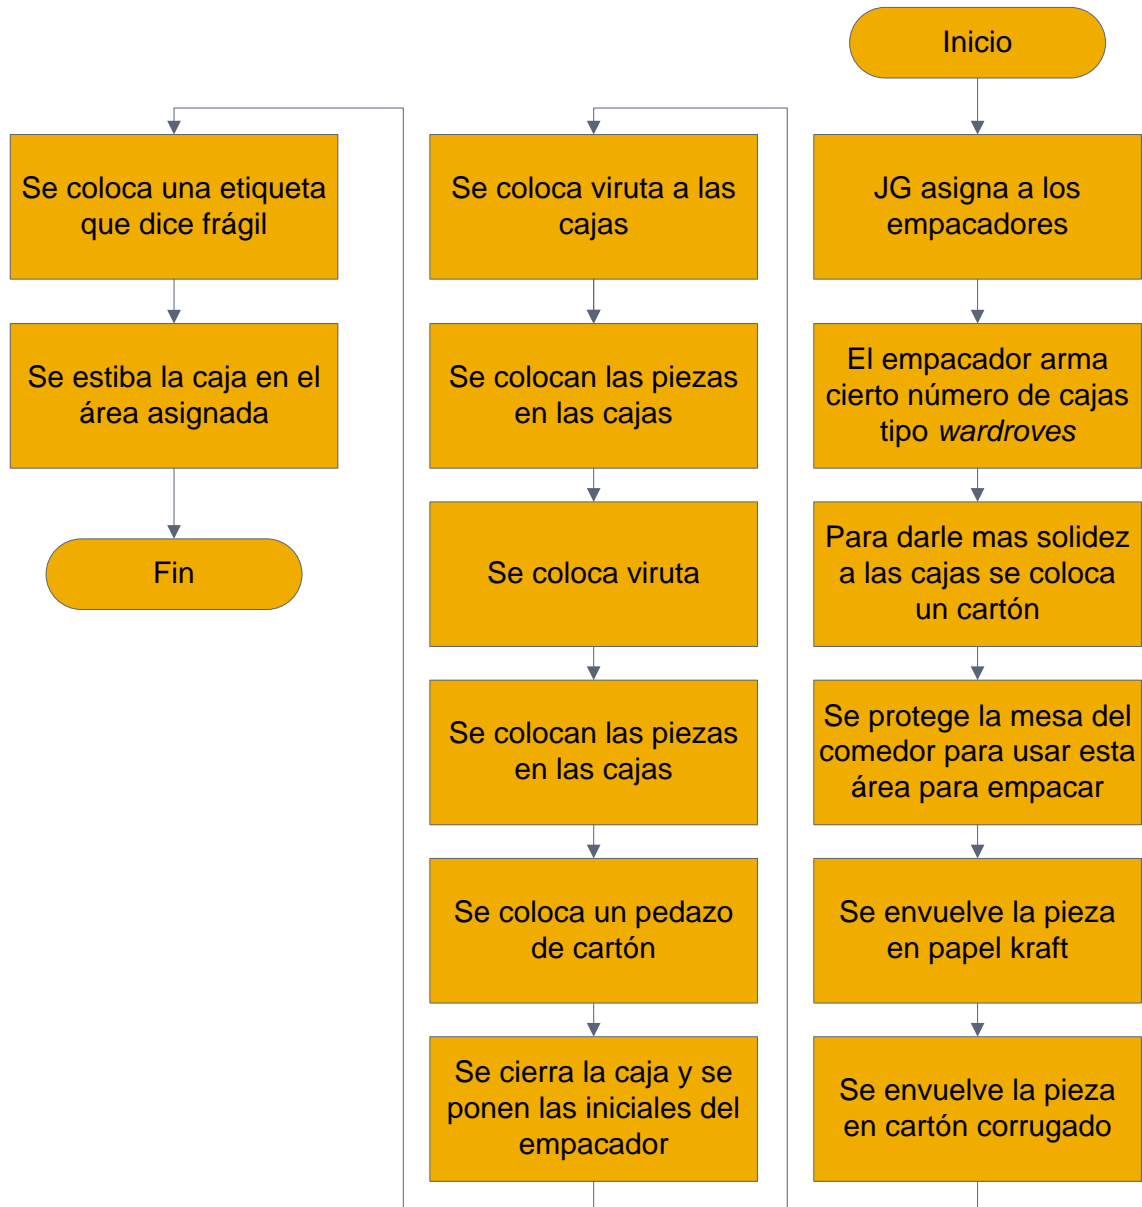 Inicio
JG asigna a los
empacadores
El empacador arma
cierto número de cajas
tipo wardroves
Para darle mas solidez
a las cajas se coloca
un cartón
Se protege la mesa del
comedor para usar esta
área para empacar
Se envuelve la pieza
en papel kraft
Se envuelve la pieza
en cartón corrugado
Se coloca viruta a las
cajas
Se colocan las piezas
en las cajas
Se coloca viruta
Se colocan las piezas
en las cajas
Se coloca un pedazo
de cartón
Se cierra la caja y se
ponen las iniciales del
empacador
Se coloca una etiqueta
que dice frágil
Se estiba la caja en el
área asignada
Fin